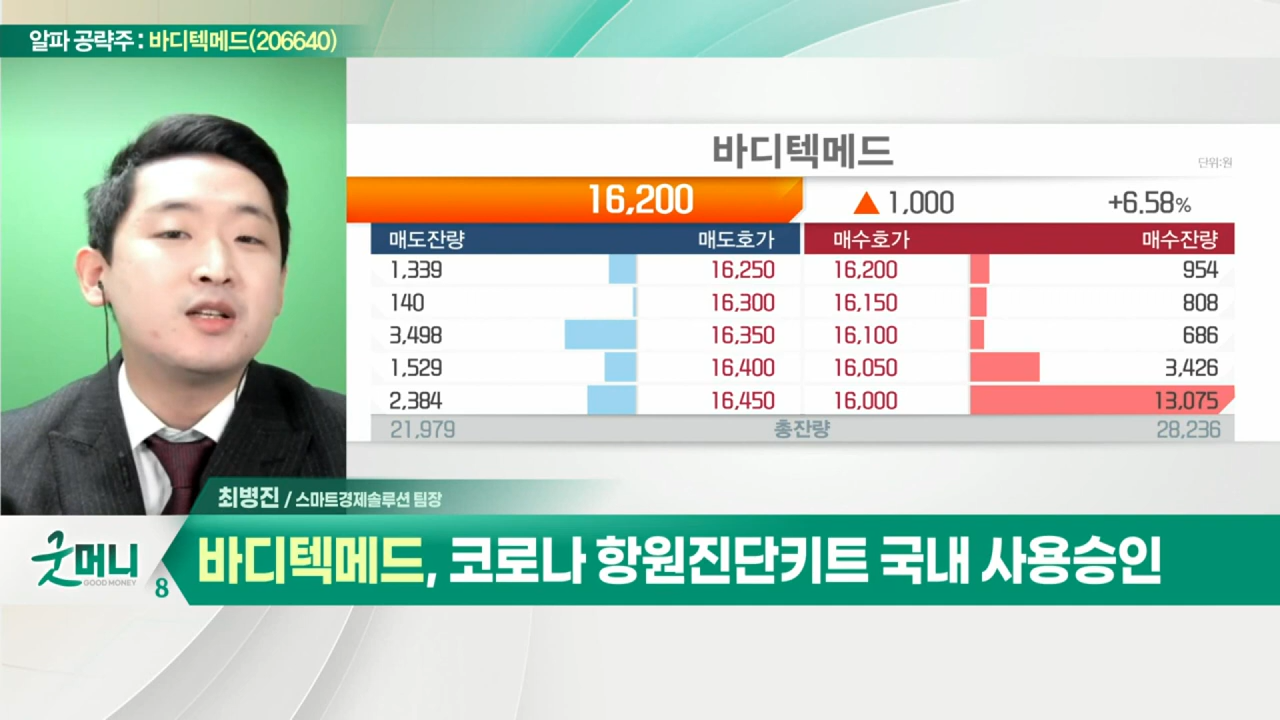 알파 공략주 : 바디텍메드(206640)
바디텍메드
단위:원
16,200 ▲ 1,000 +6.58%
매도잔량 매도호가 매수호가 매수잔량
1,339 16,250 16,200 954
140 16,300 16,150 808
3,498 16,350 16,100 686
1,529 16,400 16,050 3,426
2,384 16,450 16,000 13,075
21,979 총잔량 28,236
최병진 / 스마트경제솔루션 팀장
굿머니
GOOD MONEY
8
바디텍메드, 코로나 항원진단키트 국내 사용승인